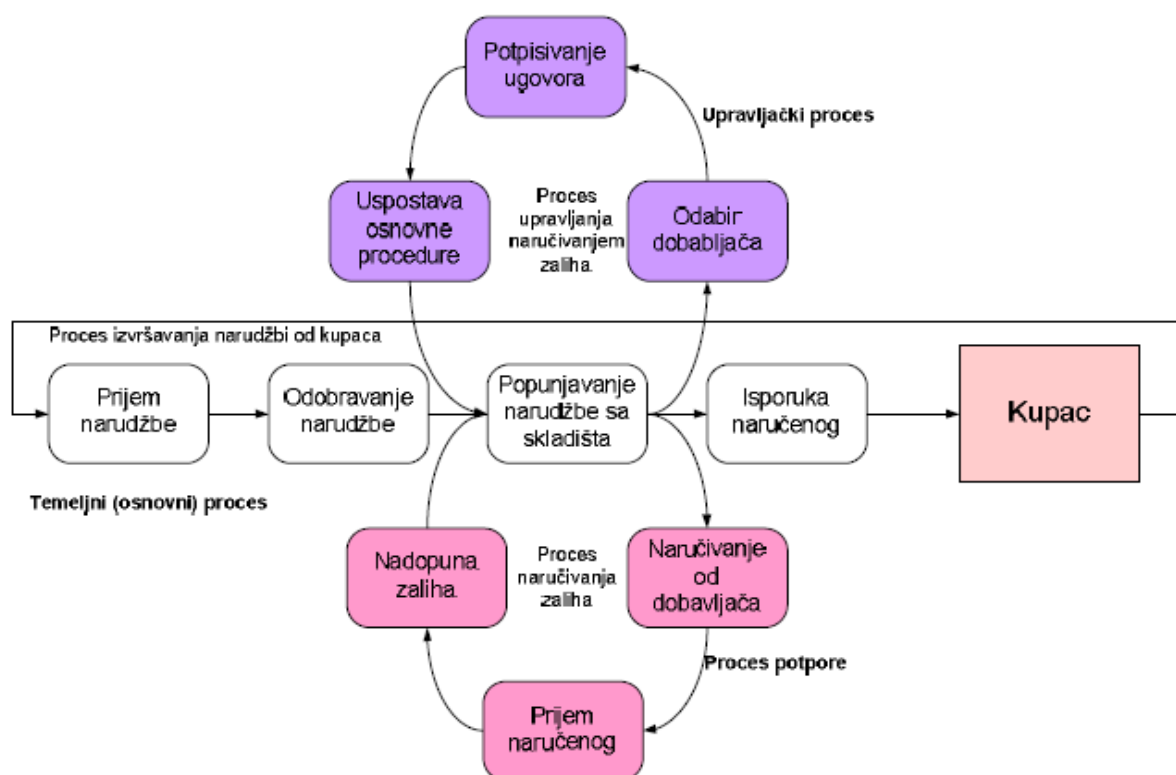 Potpisivanje
ugovora
Upravljački proces
Uspostava
osnovne
procedure
Proces
upravljanja
naručivanjem
zaliha
Odabir
dobabljača
Proces izvršavanja narudžbi od kupaca
Prijem
narudžbe
Odobravanje
narudžbe
Popunjavanje
narudžbe sa
skladišta
Isporuka
naručenog
Kupac
Temeljni (osnovni) proces
Nadopuna
zaliha
Proces
naručivanja
zaliha
Naručivanje
od
dobavljača
Proces potpore
Prijem
naručenog